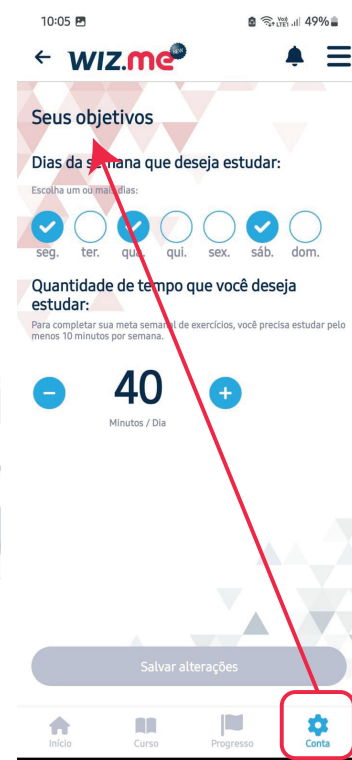 10:05
49%
WIZ.me
Seus objetivos
Dias da semana que deseja estudar:
Escolha um ou mais dias:
seg. ter. qua. qui. sex. sáb. dom.
Quantidade de tempo que você deseja
estudar:
Para completar sua meta semanal de exercícios, você precisa estudar pelo
menos 10 minutos por semana.
40
Minutos / Dia
Salvar alterações
Início Curso Progresso Conta